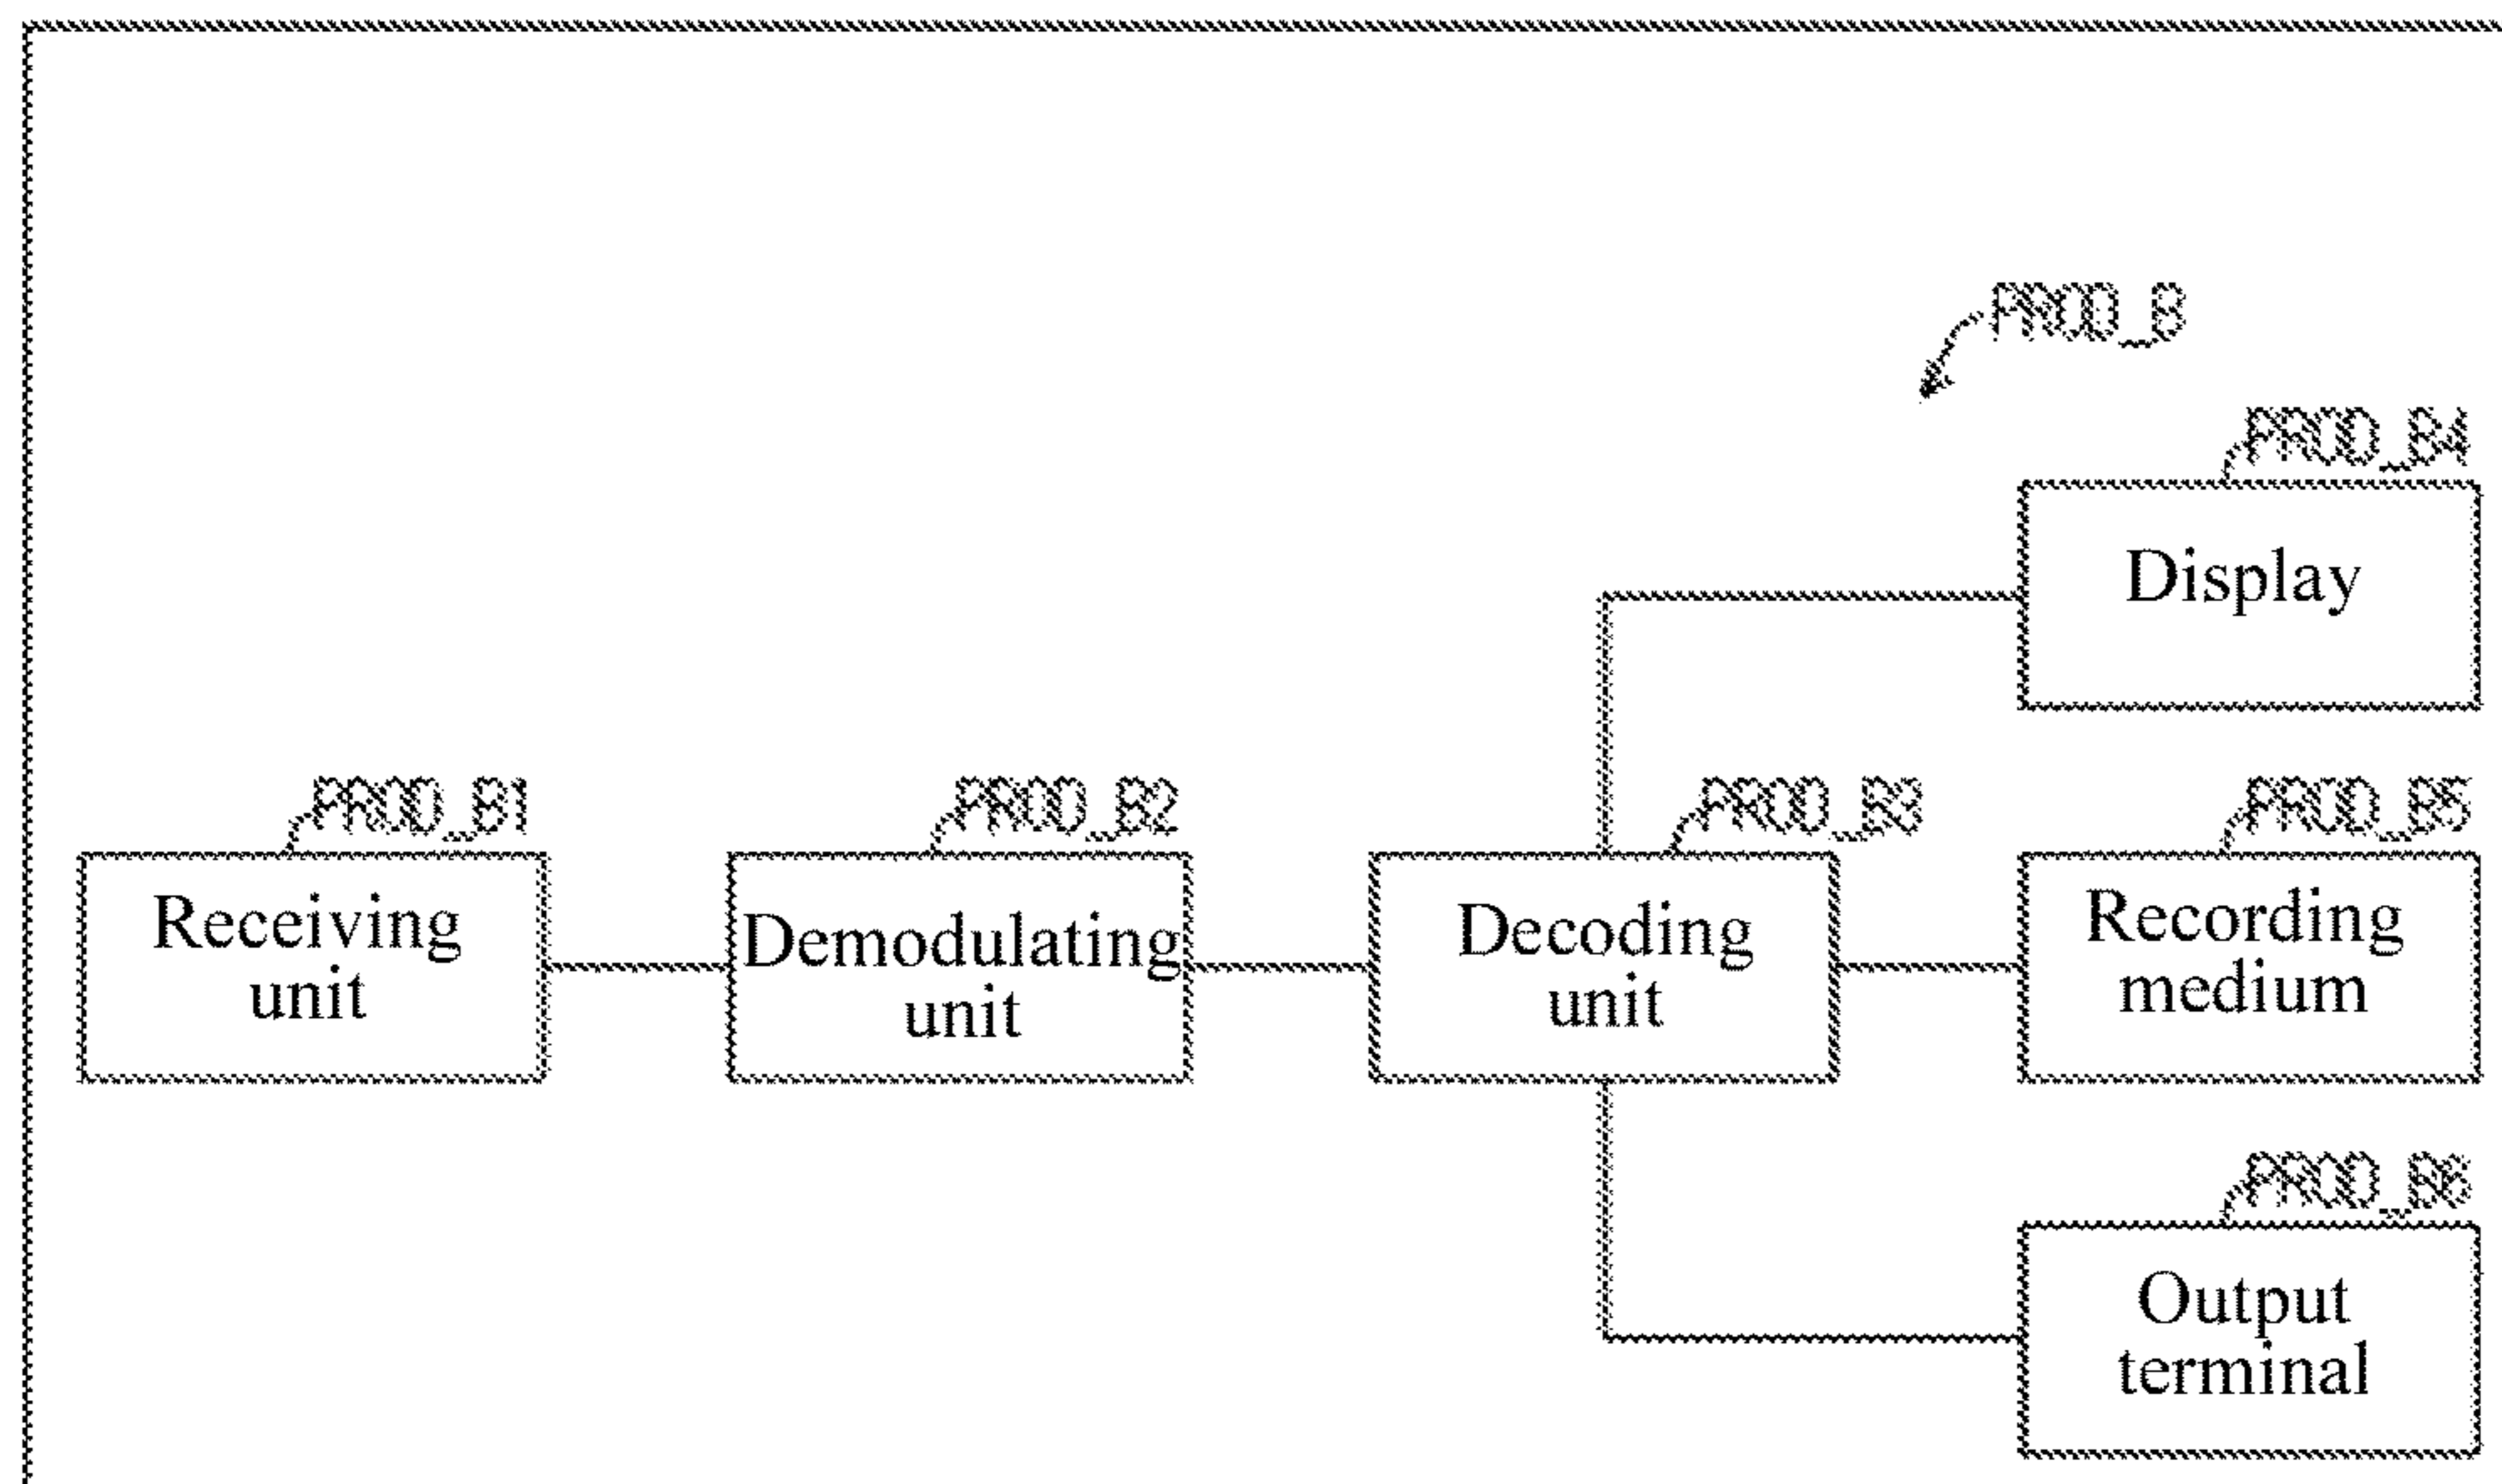 PROD_B
PROD_B4
Display
PROD_B1
PROD_B2
PROD_B3
PROD_B5
Receiving
unit
Demodulating
unit
Decoding
unit
Recording
medium
PROD_B6
Output
terminal